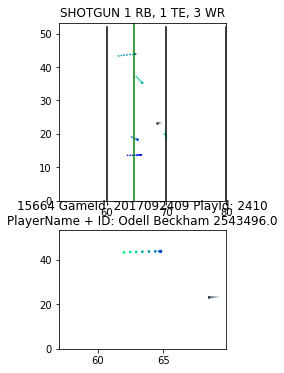 SHOTGUN 1 RB, 1 TE, 3 WR
50
40
30
20
10
0
60 70 80
15664 GameId: 2017092409 PlayId: 2410
PlayerName + ID: Odell Beckham 2543496.0
40
20
0
60 65